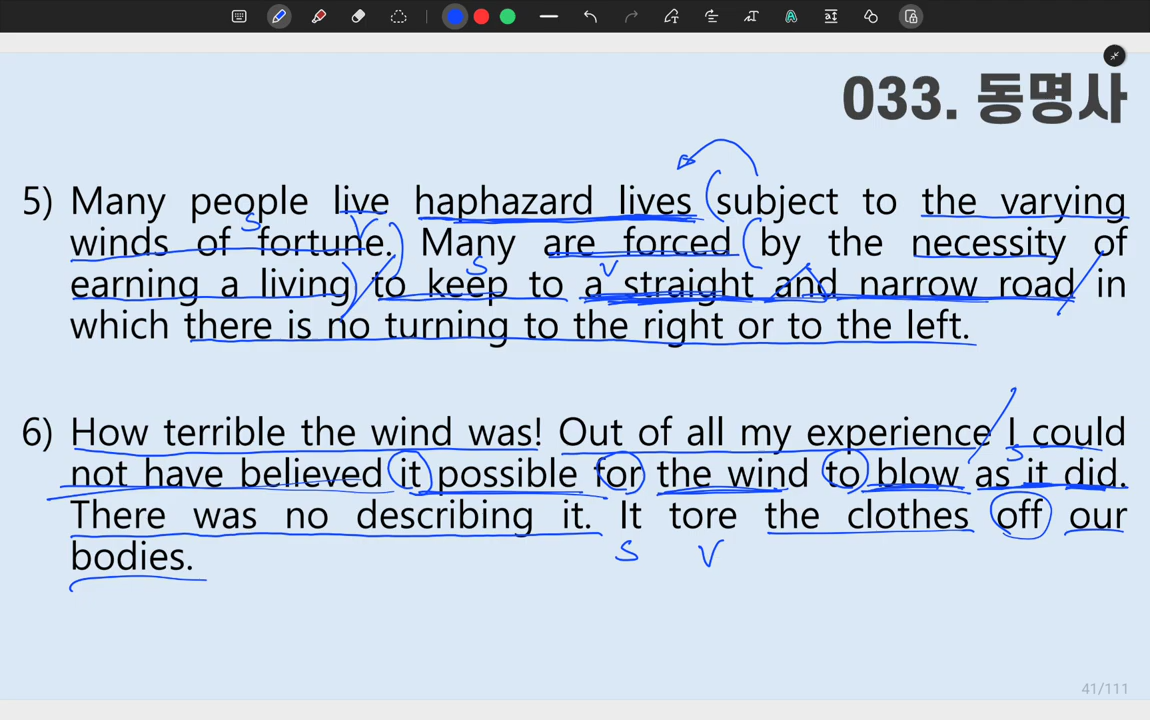 033. 동명사
5) Many people live haphazard lives subject to the varying
S V
winds of fortune. Many are forced by the necessity of
S V
earning a living to keep to a straight and narrow road in
which there is no turning to the right or to the left.
6) How terrible the wind was! Out of all my experience I could
S
not have believed it possible for the wind to blow as it did.
There was no describing it. It tore the clothes off our
S V
bodies.
41/111